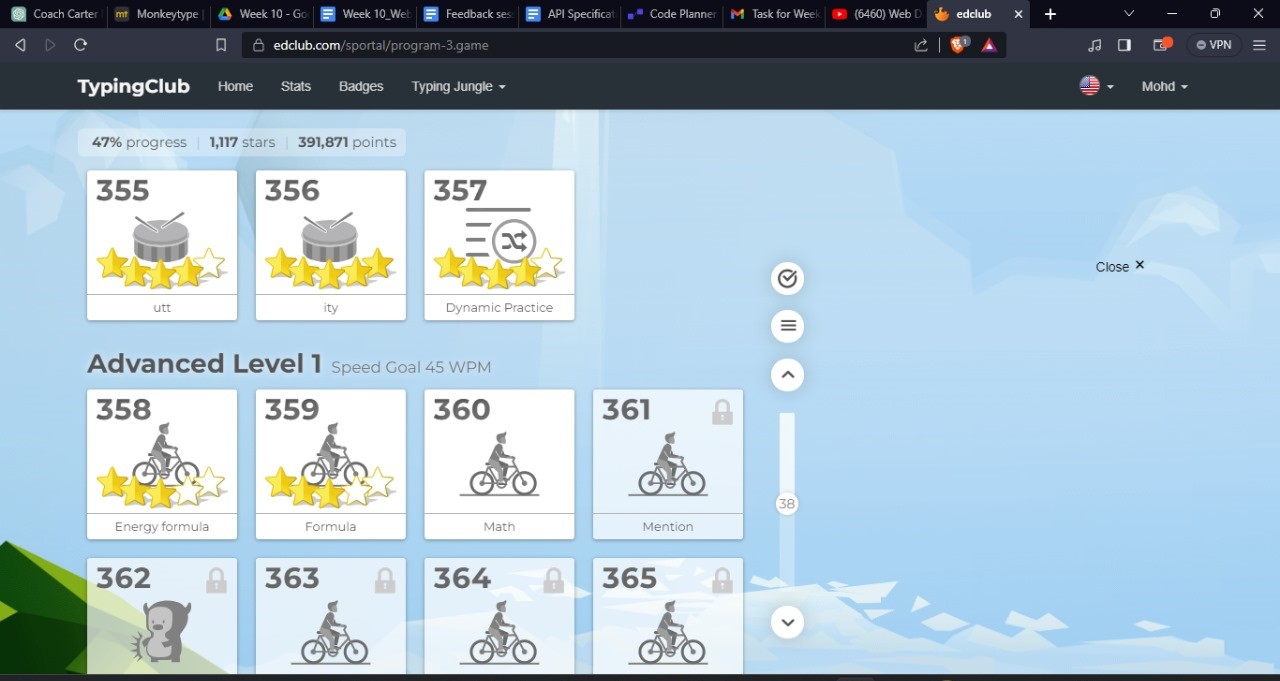 Coach Carter
mt Monkeytype
Week 10 - Go
Week 10_Web
Feedback ses
API Specificat
Code Planner
Task for Week
(6460) Web D
edclub
edclub.com/sportal/program-3.game
1
VPN
TypingClub Home Stats Badges Typing Jungle
Mohd
47% progress | 1,117 stars | 391,871 points
355 356 357
utt ity Dynamic Practice
Close ×
Advanced Level 1 Speed Goal 45 WPM
358 359 360 361
Energy formula Formula Math Mention
38
362 363 364 365